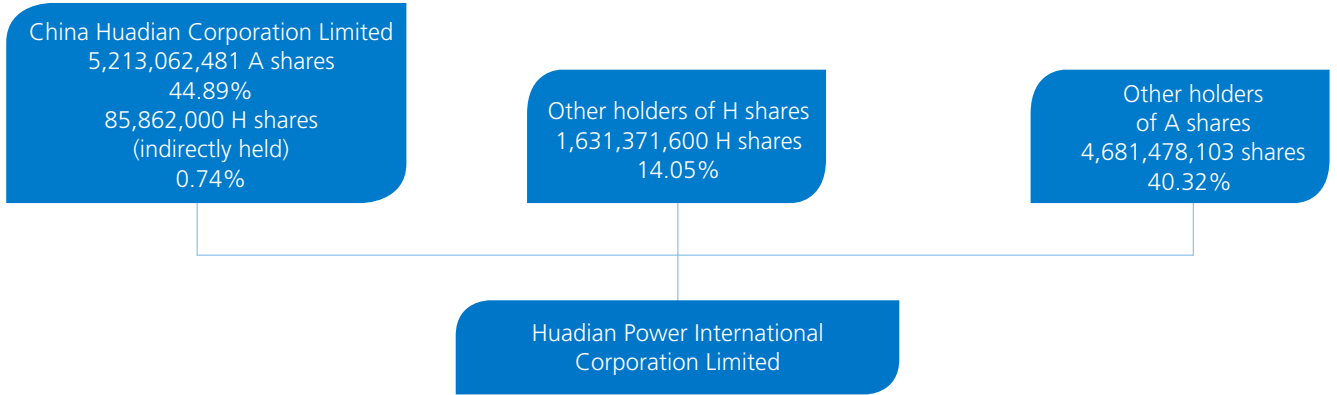 China Huadian Corporation Limited
5,213,062,481 A shares
44.89%
85,862,000 H shares
(indirectly held)
0.74%
Other holders of H shares
1,631,371,600 H shares
14.05%
Other holders
of A shares
4,681,478,103 shares
40.32%
Huadian Power International
Corporation Limited